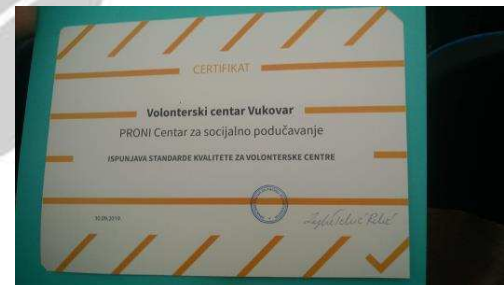 CERTIFIKAT
Volonterski centar Vukovar
PRONI Centar za socijalno podučavanje
ISPUNJAVA STANDARDE KVALITETE ZA VOLONTERSKE CENTRE